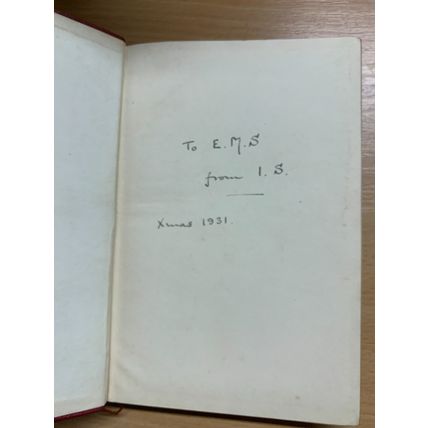 To E.M.S
from I.S.
Xmas 1931.